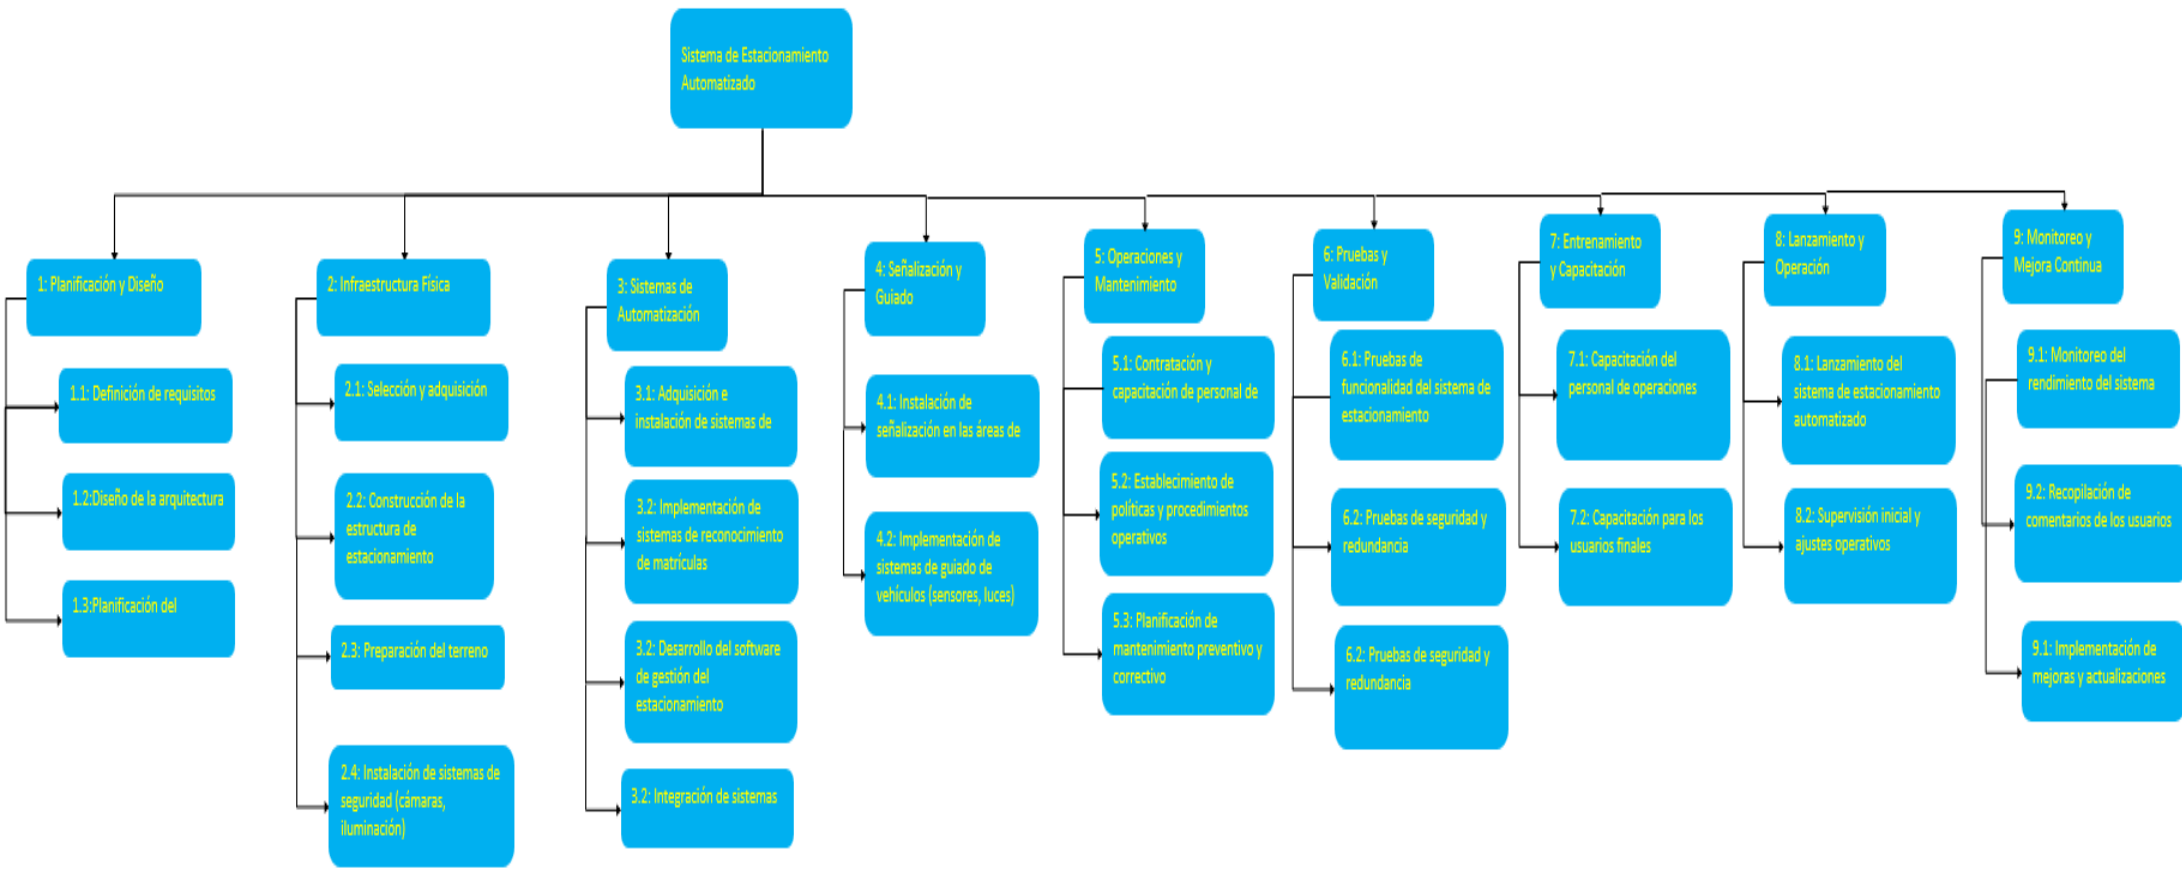 Sistema de Estacionamiento
Automatizado
1: Planificación y Diseño
1.1: Definición de requisitos
1.2:Diseño de la arquitectura
1.3:Planificación del
2: Infraestructura Física
2.1: Selección y adquisición
2.2: Construcción de la
estructura de
estacionamiento
2.3: Preparación del terreno
2.4: Instalación de sistemas de
seguridad (cámaras,
iluminación)
3: Sistemas de
Automatización
3.1: Adquisición e
instalación de sistemas de
3.2: Implementación de
sistemas de reconocimiento
de matrículas
3.2: Desarrollo del software
de gestión del
estacionamiento
3.2: Integración de sistemas
4: Señalización y
Guiado
4.1: Instalación de
señalización en las áreas de
4.2: Implementación de
sistemas de guiado de
vehículos (sensores, luces)
5: Operaciones y
Mantenimiento
5.1: Contratación y
capacitación de personal de
5.2: Establecimiento de
políticas y procedimientos
operativos
5.3: Planificación de
mantenimiento preventivo y
correctivo
6: Pruebas y
Validación
6.1: Pruebas de
funcionalidad del sistema de
estacionamiento
6.2: Pruebas de seguridad y
redundancia
6.2: Pruebas de seguridad y
redundancia
7: Entrenamiento
y Capacitación
7.1: Capacitación del
personal de operaciones
7.2: Capacitación para los
usuarios finales
8: Lanzamiento y
Operación
8.1: Lanzamiento del
sistema de estacionamiento
automatizado
8.2: Supervisión inicial y
ajustes operativos
9: Monitoreo y
Mejora Continua
9.1: Monitoreo del
rendimiento del sistema
9.2: Recopilación de
comentarios de los usuarios
9.1: Implementación de
mejoras y actualizaciones